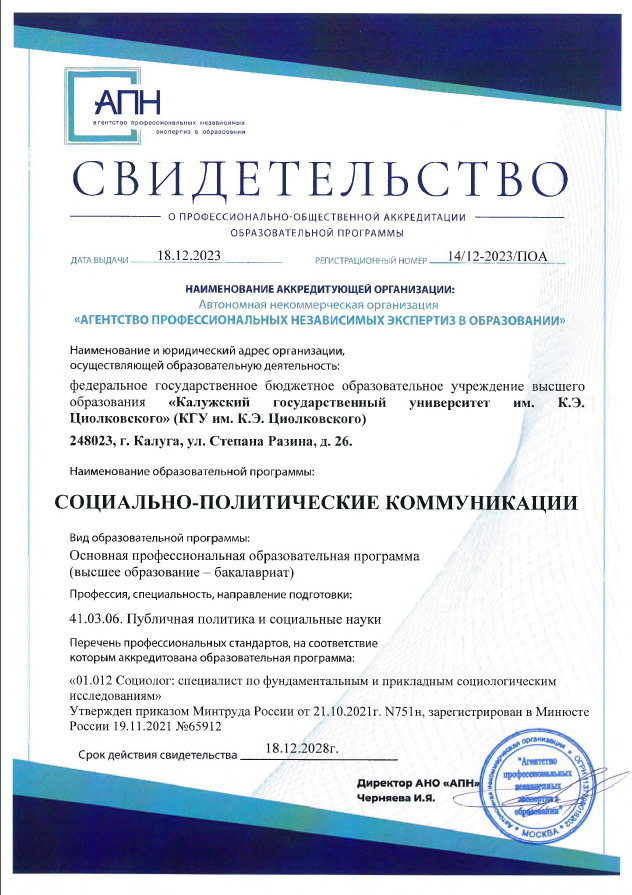 АПН
агентство профессиональных независимых
экспертиз в образовании
СВИДЕТЕЛЬСТВО
О ПРОФЕССИОНАЛЬНО-ОБЩЕСТВЕННОЙ АККРЕДИТАЦИИ
ОБРАЗОВАТЕЛЬНОЙ ПРОГРАММЫ
ДАТА ВЫДАЧИ 18.12.2023 РЕГИСТРАЦИОННЫЙ НОМЕР 14/12-2023/ПОА
НАИМЕНОВАНИЕ АККРЕДИТУЮЩЕЙ ОРГАНИЗАЦИИ:
Автономная некоммерческая организация
«АГЕНТСТВО ПРОФЕССИОНАЛЬНЫХ НЕЗАВИСИМЫХ ЭКСПЕРТИЗ В ОБРАЗОВАНИИ»
Наименование и юридический адрес организации,
осуществляющей образовательную деятельность:
федеральное государственное бюджетное образовательное учреждение высшего
образования «Калужский государственный университет им. К.Э.
Циолковского» (КГУ им. К.Э. Циолковского)
248023, г. Калуга, ул. Степана Разина, д. 26.
Наименование образовательной программы:
СОЦИАЛЬНО-ПОЛИТИЧЕСКИЕ КОММУНИКАЦИИ
Вид образовательной программы:
Основная профессиональная образовательная программа
(высшее образование – бакалавриат)
Профессия, специальность, направление подготовки:
41.03.06. Публичная политика и социальные науки
Перечень профессиональных стандартов, на соответствие
которым аккредитована образовательная программа:
«01.012 Социолог: специалист по фундаментальным и прикладным социологическим
исследованиям»
Утвержден приказом Минтруда России от 21.10.2021г. N751н, зарегистрирован в Минюсте
России 19.11.2021 №65912
Срок действия свидетельства 18.12.2028г.
Директор АНО «АПН»
Черняева И.Я.
Автономная некоммерческая организация
"Агентство
профессиональных
независимых
экспертиз в
образовании"
МОСКВА